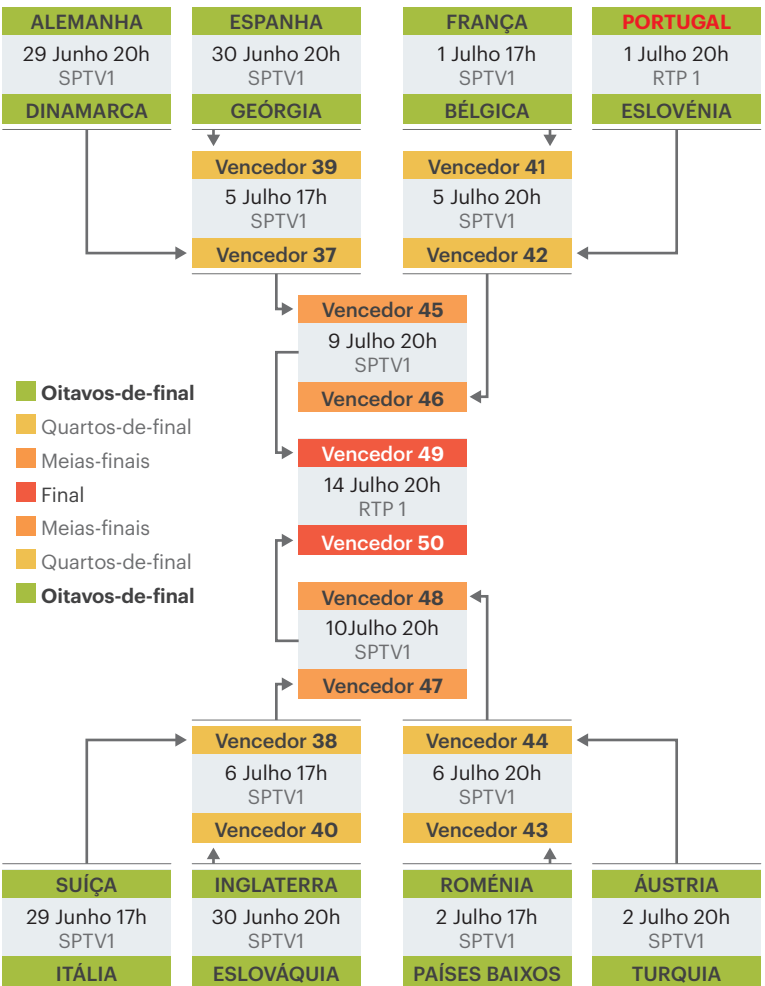 ALEMANHA
29 Junho 20h
SPTV1
DINAMARCA
ESPANHA
30 Junho 20h
SPTV1
GEÓRGIA
FRANÇA
1 Julho 17h
SPTV1
BÉLGICA
PORTUGAL
1 Julho 20h
RTP 1
ESLOVÉNIA
Vencedor 39
5 Julho 17h
SPTV1
Vencedor 37
Vencedor 41
5 Julho 20h
SPTV1
Vencedor 42
Vencedor 45
9 Julho 20h
SPTV1
Vencedor 46
Oitavos-de-final
Quartos-de-final
Meias-finais
Final
Meias-finais
Quartos-de-final
Oitavos-de-final
Vencedor 49
14 Julho 20h
RTP 1
Vencedor 50
Vencedor 48
10Julho 20h
SPTV1
Vencedor 47
Vencedor 38
6 Julho 17h
SPTV1
Vencedor 40
Vencedor 44
6 Julho 20h
SPTV1
Vencedor 43
SUÍÇA
29 Junho 17h
SPTV1
ITÁLIA
INGLATERRA
30 Junho 20h
SPTV1
ESLOVÁQUIA
ROMÉNIA
2 Julho 17h
SPTV1
PAÍSES BAIXOS
ÁUSTRIA
2 Julho 20h
SPTV1
TURQUIA